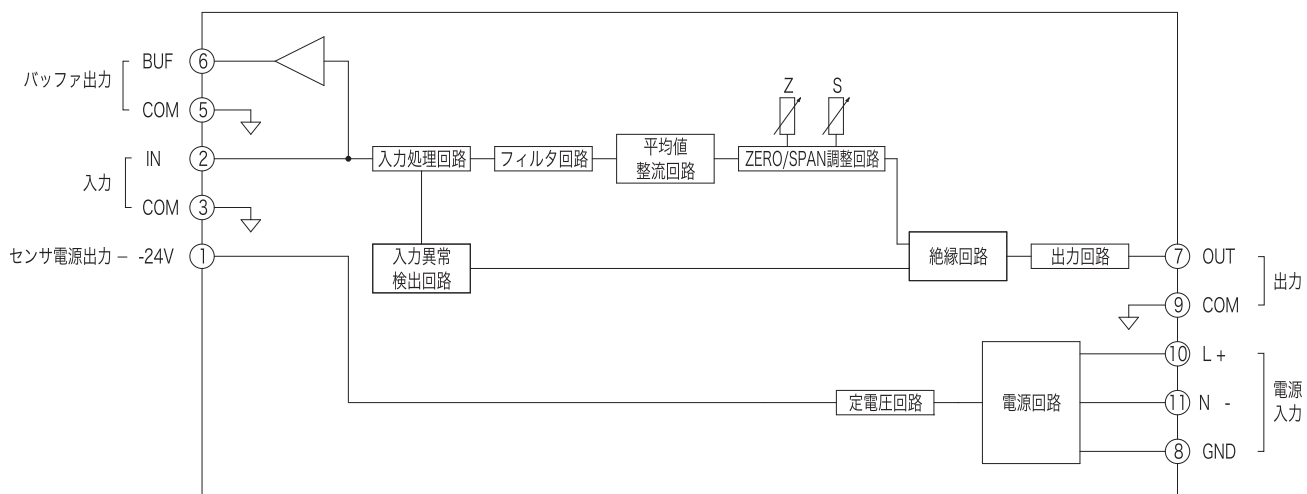 バッファ出力
BUF ⑥
COM ⑤
入力
IN ②
COM ③
センサ電源出力 - -24V ①
入力処理回路
フィルタ回路
平均値
整流回路
Z
S
ZERO/SPAN調整回路
入力異常
検出回路
絶縁回路
出力回路
⑦ OUT
⑨ COM
出力
定電圧回路
電源回路
⑩ L +
⑪ N -
⑧ GND
電源
入力